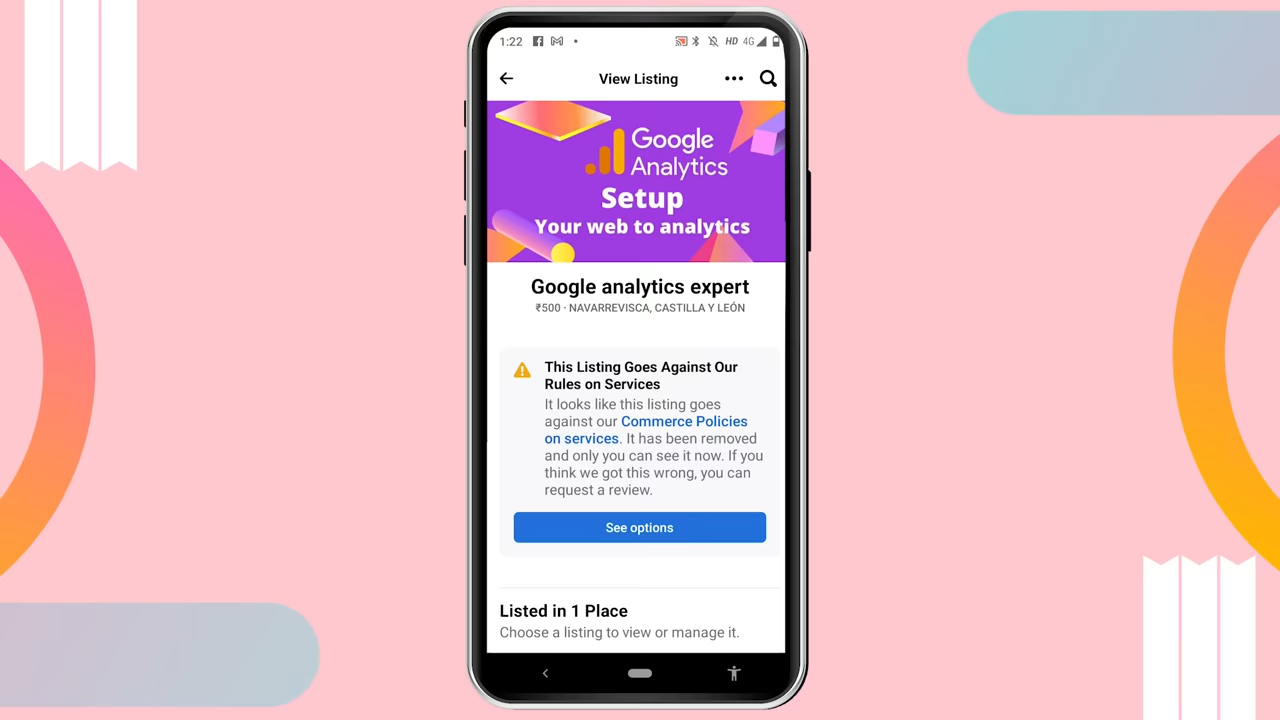 1:22
HD 4G
View Listing
Google
Analytics
Setup
Your web to analytics
Google analytics expert
₹500 · NAVARREVISCA, CASTILLA Y LEÓN
This Listing Goes Against Our
Rules on Services
It looks like this listing goes
against our Commerce Policies
on services. It has been removed
and only you can see it now. If you
think we got this wrong, you can
request a review.
See options
Listed in 1 Place
Choose a listing to view or manage it.